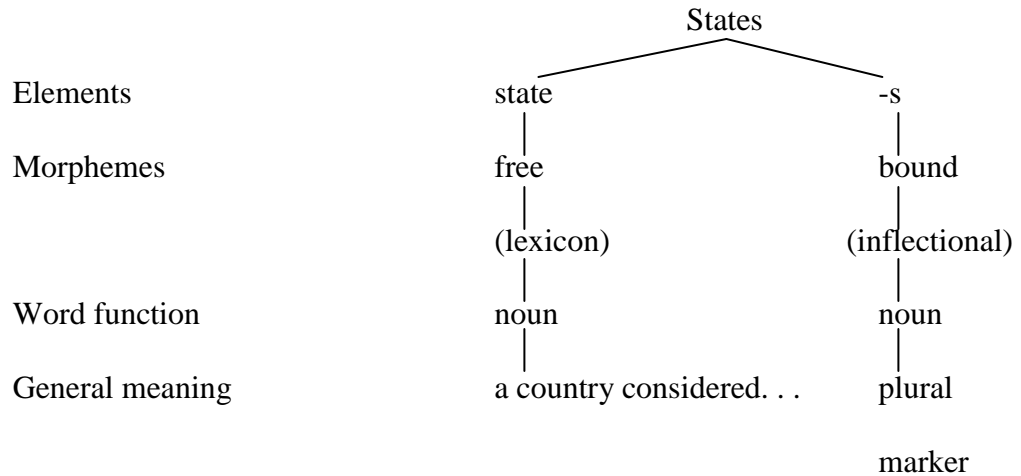 States
Elements state -s
Morphemes free bound
(lexicon) (inflectional)
Word function noun noun
General meaning a country considered. . . plural
marker